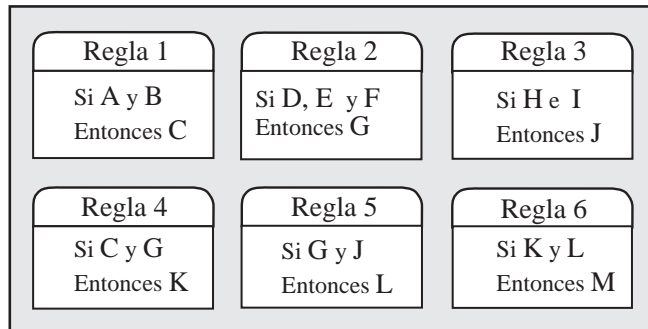 Regla 1
Si A y B
Entonces C
Regla 2
Si D, E y F
Entonces G
Regla 3
Si H e I
Entonces J
Regla 4
Si C y G
Entonces K
Regla 5
Si G y J
Entonces L
Regla 6
Si K y L
Entonces M